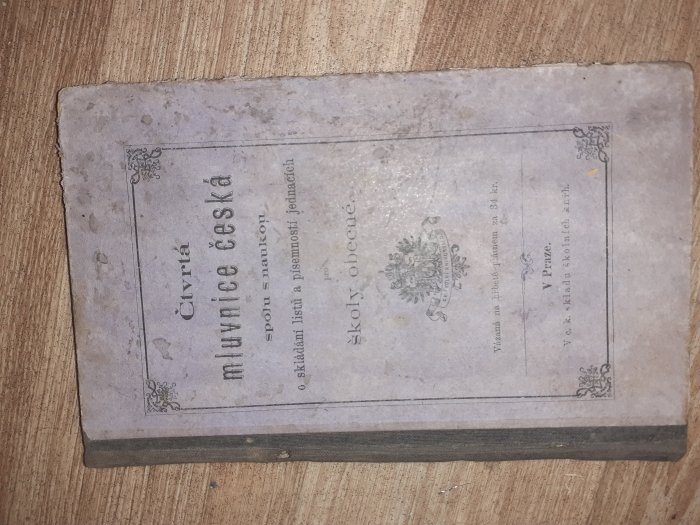 Čtvrtá
mluvnice česká
spolu s naukou
o skládání listů a písemností jednacích
pro
školy obecné.
Vázaná na hřbetě plátnem za 34 kr.
V Praze.
V c. k. skladu školních knih.